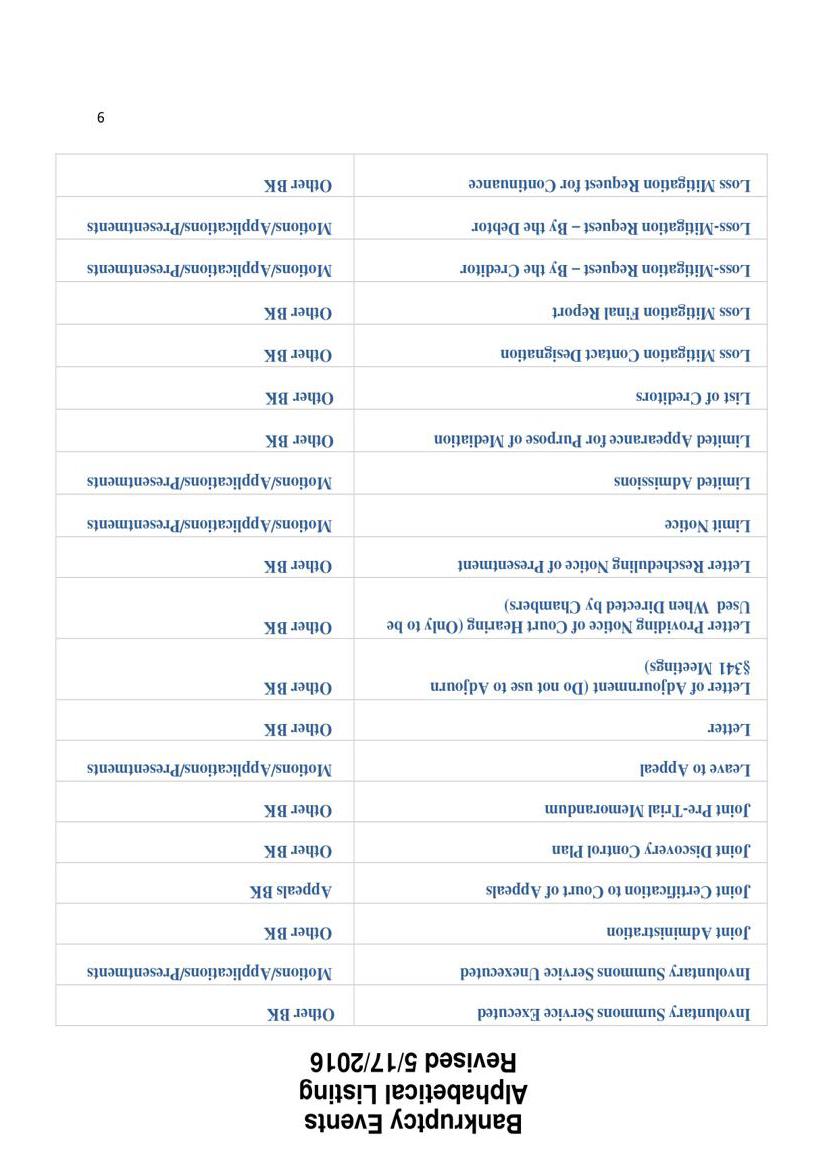 Bankruptcy Events
Alphabetical Listing
Revised 5/17/2016
Involuntary Summons Service Executed Other BK
Involuntary Summons Service Unexecuted Motions/Applications/Presentments
Joint Administration Other BK
Joint Certification to Court of Appeals Appeals BK
Joint Discovery Control Plan Other BK
Joint Pre-Trial Memorandum Other BK
Leave to Appeal Motions/Applications/Presentments
Letter Other BK
Letter of Adjournment (Do not use to Adjourn Other BK
§341 Meetings)
Letter Providing Notice of Court Hearing (Only to be Other BK
Used When Directed by Chambers)
Letter Rescheduling Notice of Presentment Other BK
Limit Notice Motions/Applications/Presentments
Limited Admissions Motions/Applications/Presentments
Limited Appearance for Purpose of Mediation Other BK
List of Creditors Other BK
Loss Mitigation Contact Designation Other BK
Loss Mitigation Final Report Other BK
Loss-Mitigation Request – By the Creditor Motions/Applications/Presentments
Loss-Mitigation Request – By the Debtor Motions/Applications/Presentments
Loss Mitigation Request for Continuance Other BK
9